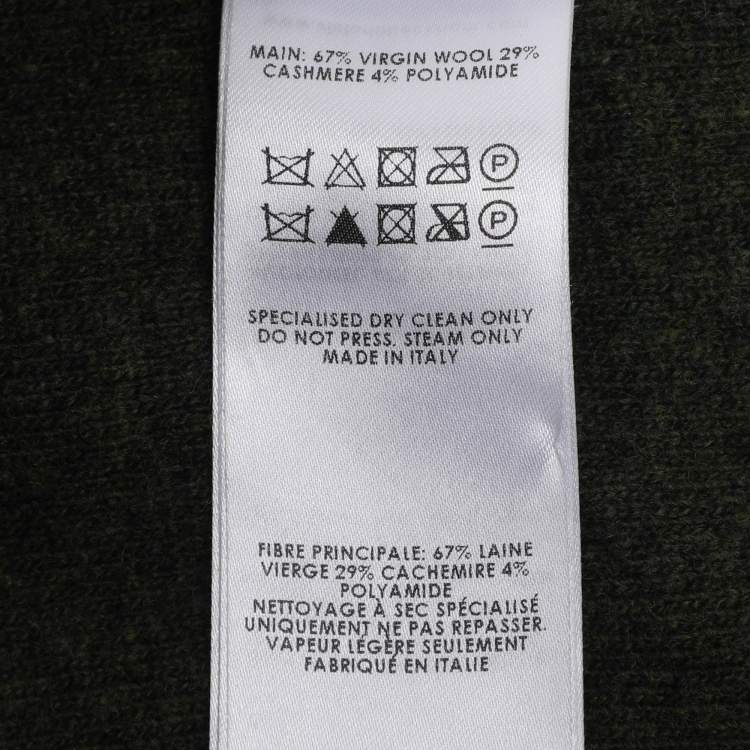 MAIN: 67% VIRGIN WOOL 29%
CASHMERE 4% POLYAMIDE
P
P
SPECIALISED DRY CLEAN ONLY
DO NOT PRESS. STEAM ONLY
MADE IN ITALY
FIBRE PRINCIPALE: 67% LAINE
VIERGE 29% CACHEMIRE 4%
POLYAMIDE
NETTOYAGE À SEC SPÉCIALISÉ
UNIQUEMENT NE PAS REPASSER.
VAPEUR LÉGÈRE SEULEMENT
FABRIQUÉ EN ITALIE